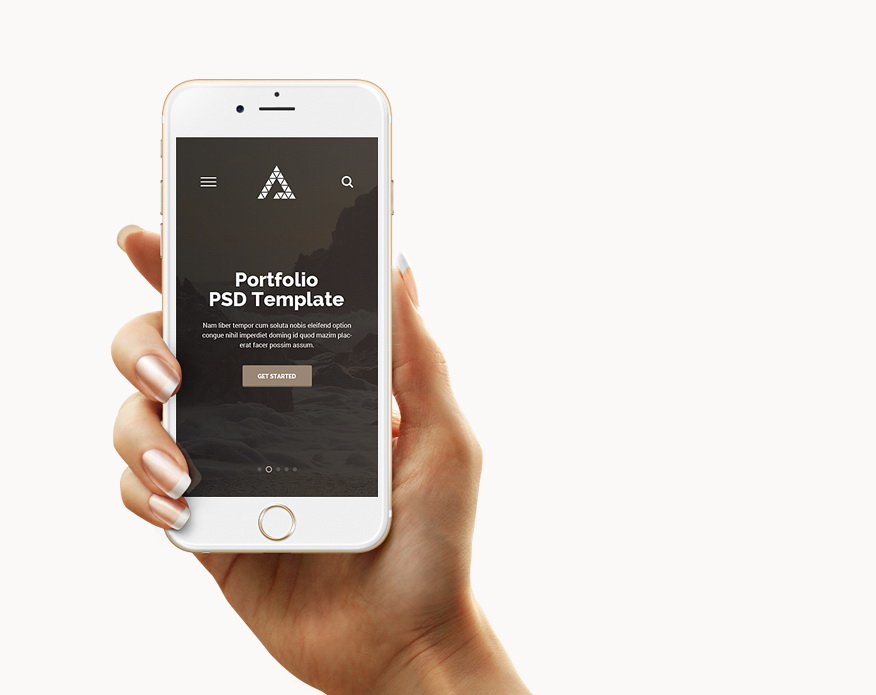 Portfolio
PSD Template
Nam liber tempor cum soluta nobis eleifend option
congue nihil imperdiet doming id quod mazim plac-
erat facer possim assum.
GET STARTED